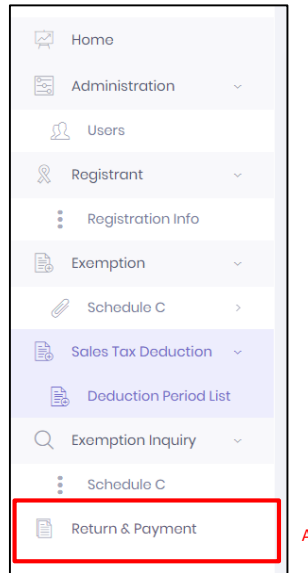 Home
Administration
Users
Registrant
Registration Info
Exemption
Schedule C
Sales Tax Deduction
Deduction Period List
Exemption Inquiry
Schedule C
Return & Payment
A